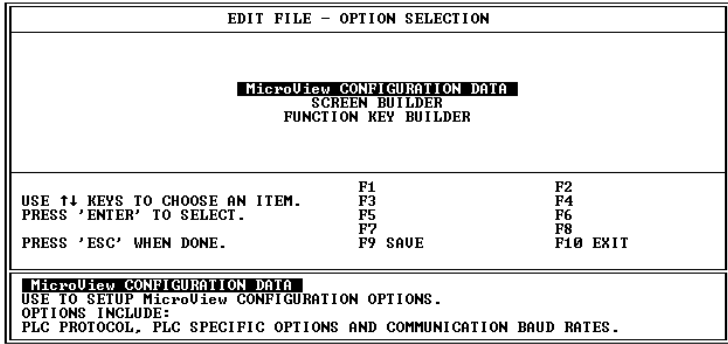 EDIT FILE - OPTION SELECTION
MicroView CONFIGURATION DATA
SCREEN BUILDER
FUNCTION KEY BUILDER
F1 F2
USE ↑↓ KEYS TO CHOOSE AN ITEM. F3 F4
PRESS 'ENTER' TO SELECT. F5 F6
F7 F8
PRESS 'ESC' WHEN DONE. F9 SAVE F10 EXIT
MicroView CONFIGURATION DATA
USE TO SETUP MicroView CONFIGURATION OPTIONS.
OPTIONS INCLUDE:
PLC PROTOCOL, PLC SPECIFIC OPTIONS AND COMMUNICATION BAUD RATES.